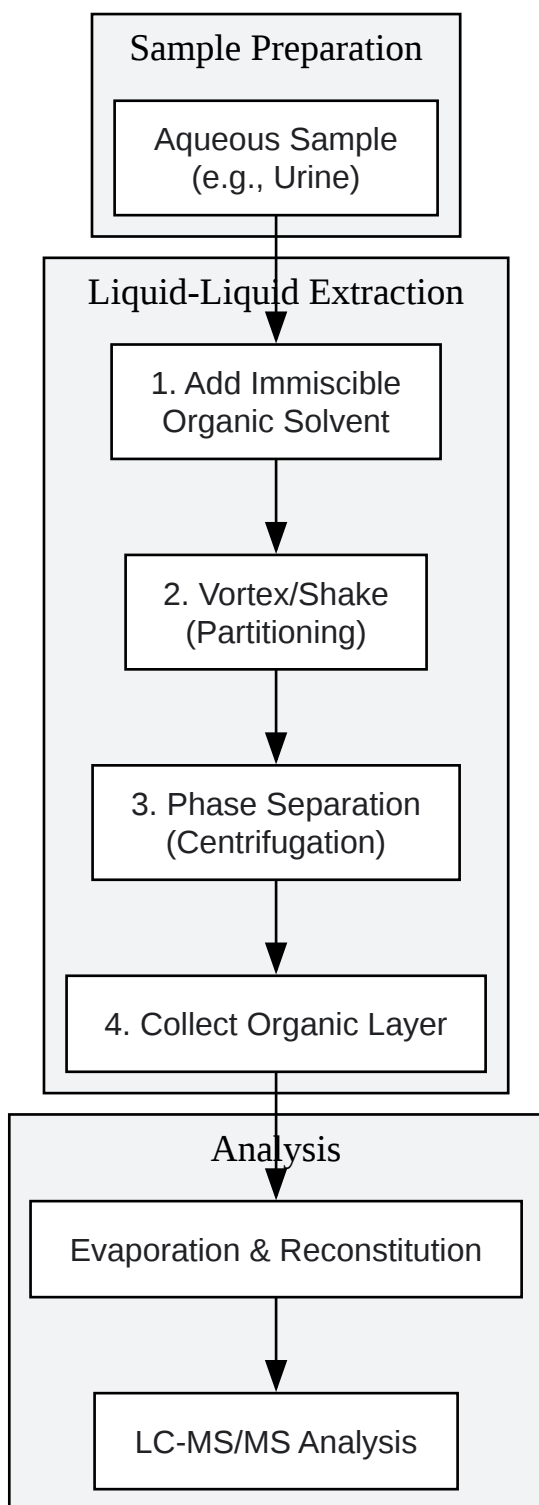 Sample Preparation
Aqueous Sample
(e.g., Urine)
Liquid-Liquid Extraction
1. Add Immiscible
Organic Solvent
2. Vortex/Shake
(Partitioning)
3. Phase Separation
(Centrifugation)
4. Collect Organic Layer
Analysis
Evaporation & Reconstitution
LC-MS/MS Analysis